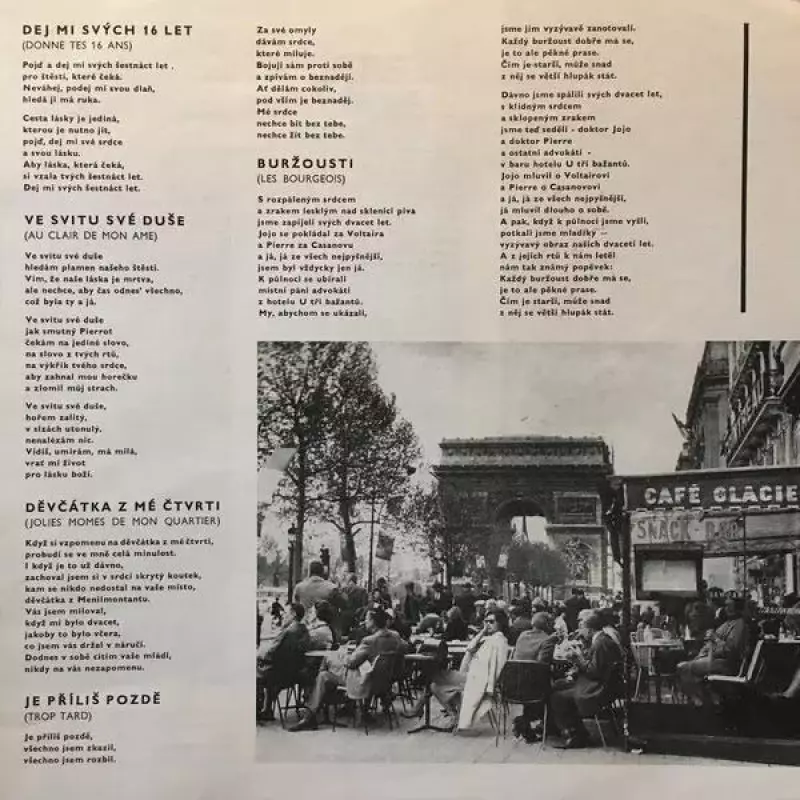 DEJ MI SVÝCH 16 LET
(DONNE TES 16 ANS)
Pojď a dej mi svých šestnáct let .
pro štěstí, které čeká.
Neváhej, podej mi svou dlaň,
hledá ji má ruka.
Cesta lásky je jediná,
kterou je nutno jít,
pojď, dej mi své srdce
a svou lásku.
Aby láska, která čeká,
si vzala tvých šestnáct let.
Dej mi svých šestnáct let.
VE SVITU SVÉ DUŠE
(AU CLAIR DE MON AME)
Ve svitu své duše
hledám plamen našeho štěstí.
Vím, že naše láska je mrtva,
ale nechce, aby čas odnes' všechno,
což byla ty a já.
Ve svitu své duše
jak smutný Pierrot
čekám na jediné slovo,
na slovo z tvých rtů,
na výkřik tvého srdce,
aby zahnal mou horečku
a zlomil můj strach.
Ve svitu své duše,
hořem zalitý,
v slzách utonulý,
nenalézám nic.
Vidíš, umírám, má milá,
vrať mi život
pro lásku boží.
DĚVČÁTKA Z MÉ ČTVRTI
(JOLIES MOMES DE MON QUARTIER)
Když si vzpomenu na děvčátka z mé čtvrti,
probudí se ve mně celá minulost.
I když je to už dávno,
zachoval jsem si v srdci skrytý koutek,
kam se nikdo nedostal na vaše místo,
děvčátka z Menilmontantu.
Vás jsem miloval,
když mi bylo dvacet,
jakoby to bylo včera,
co jsem vás držel v náručí.
Dodnes v sobě cítím vaše mládí,
nikdy na vás nezapomenu.
JE PŘÍLIŠ POZDĚ
(TROP TARD)
Je příliš pozdě,
všechno jsem zkazil,
všechno jsem rozbil.
Za své omyly
dávám srdce,
které miluje.
Bojuji sám proti sobě
a zpívám o beznaději.
Ať dělám cokoliv,
pod vším je beznaděj.
Mé srdce
nechce bít bez tebe,
nechce žít bez tebe.
BURŽOUSTI
(LES BOURGEOIS)
S rozpáleným srdcem
a zrakem lesklým nad sklenicí piva
jsme zapíjeli svých dvacet let.
Jojo se pokládal za Voltaira
a Pierre za Casanovu
a já, já ze všech nejpyšnější,
jsem byl vždycky jen já.
K půlnoci se ubírali
místní páni advokáti
z hotelu U tří bažantů.
My, abychom se ukázali,
jsme jim vyzývavě zanotovali.
Každý buržoust dobře má se,
je to ale pěkné prase.
Čím je starší, může snad
z něj se větší hlupák stát.
Dávno jsme spálili svých dvacet let,
s klidným srdcem
a sklopeným zrakem
jsme teď seděli - doktor Jojo
a doktor Pierre
a ostatní advokáti -
v baru hotelu U tří bažantů.
Jojo mluvil o Voltairovi
a Pierre o Casanovovi
a já, já ze všech nejpyšnější,
já mluvil dlouho o sobě.
A pak, když k půlnoci jsme vyšli,
potkali jsme mladíky —
vyzývavý obraz našich dvaceti let.
A z jejich rtů k nám letěl
nám tak známý popěvek:
Každý buržoust dobře má se,
je to ale pěkné prase.
Čím je starší, může snad
z něj se větší hlupák stát.
CAFÉ GLACIE
SNACK-BAR